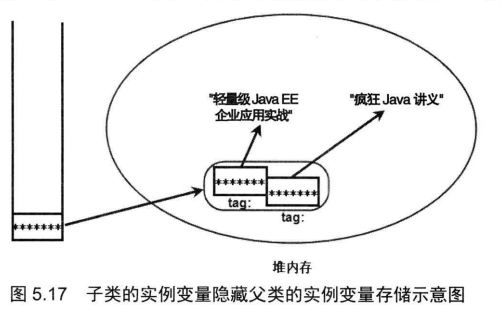 "轻量级 Java EE
企业应用实战"
"疯狂 Java 讲义"
*******
*******
tag:
tag:
*******
堆内存
图 5.17 子类的实例变量隐藏父类的实例变量存储示意图